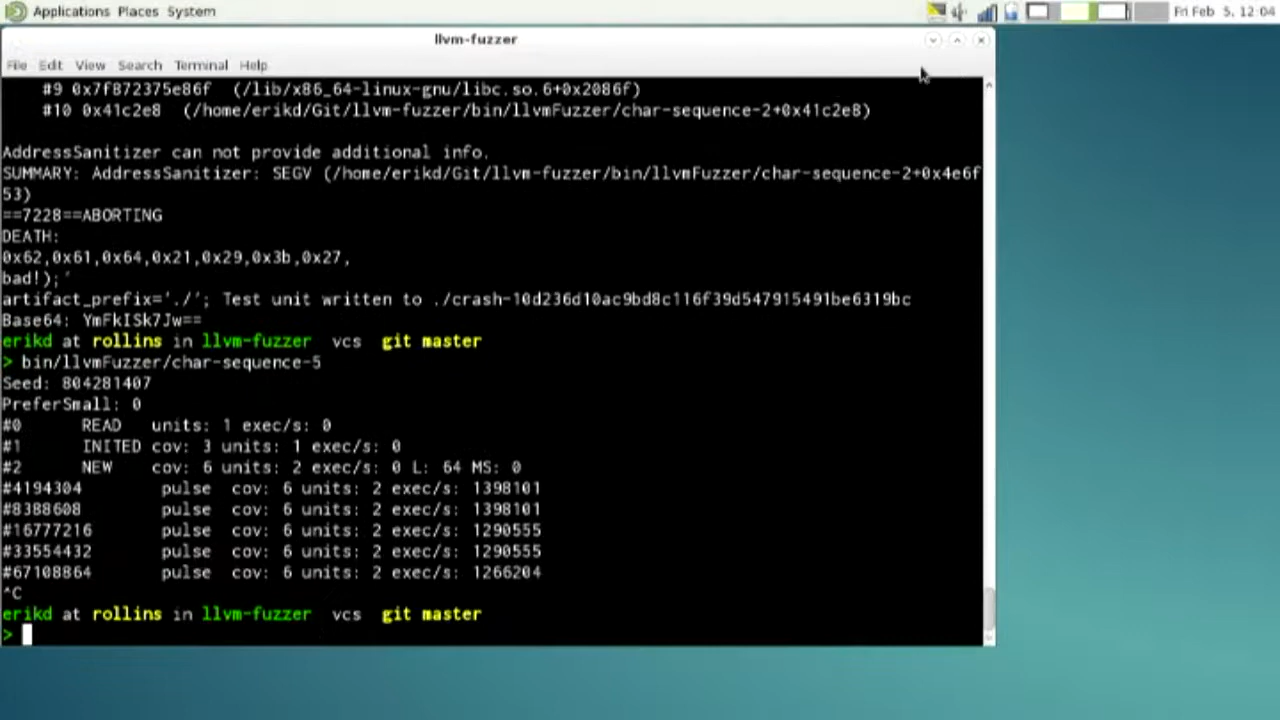 Applications Places System
Fri Feb 5, 12:04
llvm-fuzzer
File Edit View Search Terminal Help
#9 0x7f872375e86f (/lib/x86_64-linux-gnu/libc.so.6+0x2086f)
#10 0x41c2e8 (/home/erikd/Git/llvm-fuzzer/bin/llvmFuzzer/char-sequence-2+0x41c2e8)
AddressSanitizer can not provide additional info.
SUMMARY: AddressSanitizer: SEGV (/home/erikd/Git/llvm-fuzzer/bin/llvmFuzzer/char-sequence-2+0x4e6f
53)
==7228==ABORTING
DEATH:
0x62,0x61,0x64,0x21,0x29,0x3b,0x27,
bad!);'
artifact_prefix='./'; Test unit written to ./crash-10d236d10ac9bd8c116f39d547915491be6319bc
Base64: YmFkISk7Jw==
erikd at rollins in llvm-fuzzer vcs git master
> bin/llvmFuzzer/char-sequence-5
Seed: 804281407
PreferSmall: 0
#0 READ units: 1 exec/s: 0
#1 INITED cov: 3 units: 1 exec/s: 0
#2 NEW cov: 6 units: 2 exec/s: 0 L: 64 MS: 0
#4194304 pulse cov: 6 units: 2 exec/s: 1398101
#8388608 pulse cov: 6 units: 2 exec/s: 1398101
#16777216 pulse cov: 6 units: 2 exec/s: 1290555
#33554432 pulse cov: 6 units: 2 exec/s: 1290555
#67108864 pulse cov: 6 units: 2 exec/s: 1266204
^C
erikd at rollins in llvm-fuzzer vcs git master
>